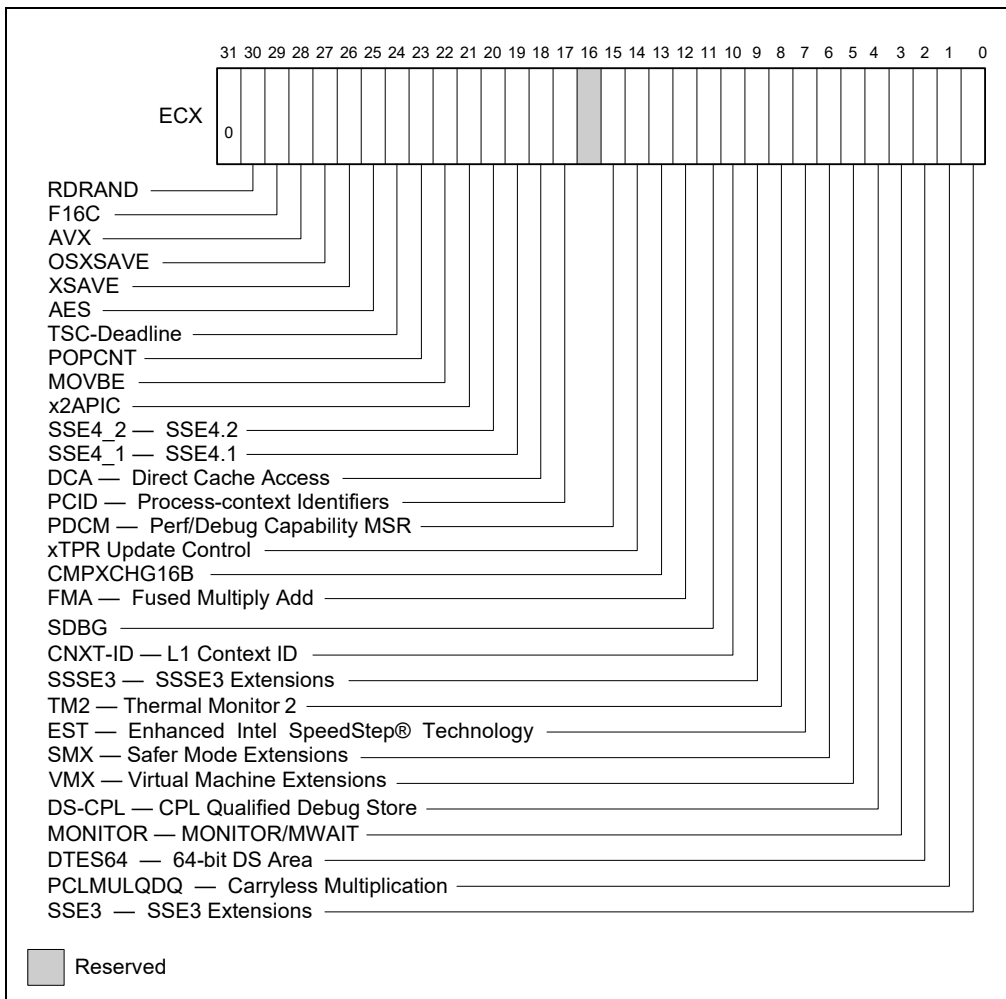 31 30 29 28 27 26 25 24 23 22 21 20 19 18 17 16 15 14 13 12 11 10 9 8 7 6 5 4 3 2 1 0
ECX
0
RDRAND
F16C
AVX
OSXSAVE
XSAVE
AES
TSC-Deadline
POPCNT
MOVBE
x2APIC
SSE4_2 — SSE4.2
SSE4_1 — SSE4.1
DCA — Direct Cache Access
PCID — Process-context Identifiers
PDCM — Perf/Debug Capability MSR
xTPR Update Control
CMPXCHG16B
FMA — Fused Multiply Add
SDBG
CNXT-ID — L1 Context ID
SSSE3 — SSSE3 Extensions
TM2 — Thermal Monitor 2
EST — Enhanced Intel SpeedStep® Technology
SMX — Safer Mode Extensions
VMX — Virtual Machine Extensions
DS-CPL — CPL Qualified Debug Store
MONITOR — MONITOR/MWAIT
DTES64 — 64-bit DS Area
PCLMULQDQ — Carryless Multiplication
SSE3 — SSE3 Extensions
Reserved